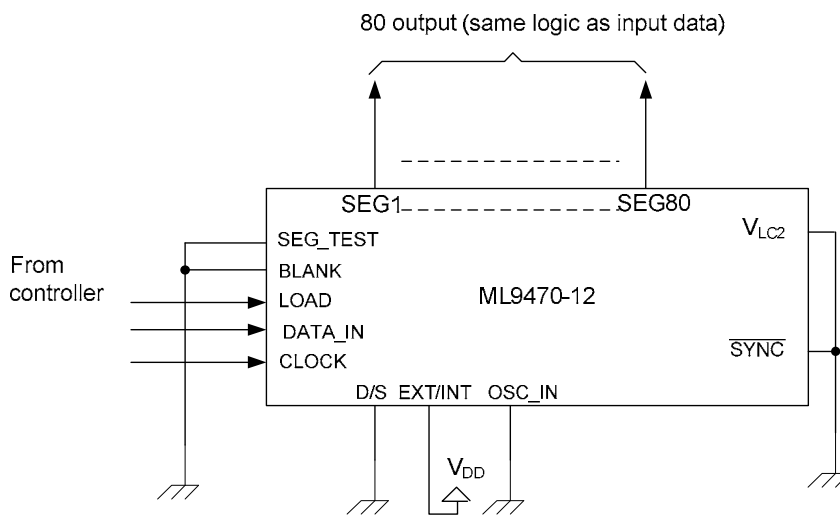 80 output (same logic as input data)
SEG1
SEG80
SEG_TEST
V_LC2
From
controller
BLANK
LOAD
ML9470-12
DATA_IN
SYNC
CLOCK
D/S
EXT/INT
OSC_IN
V_DD